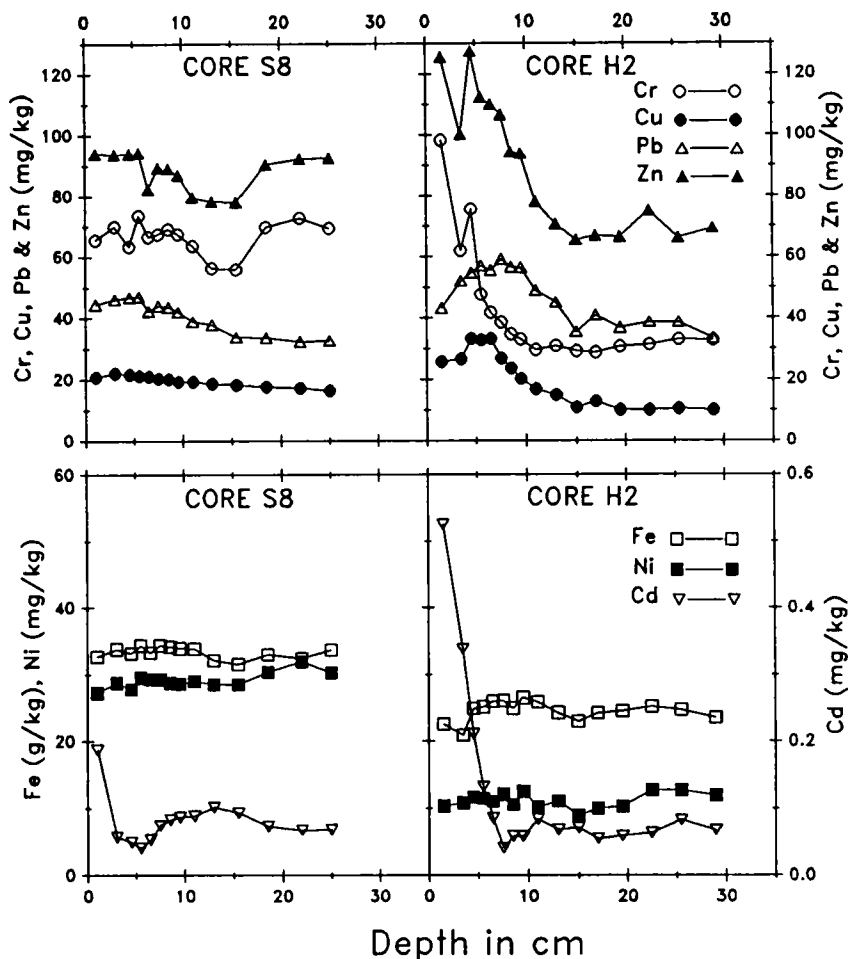 0 10 20 30
0 10 20 30
CORE S8
CORE H2
Cr
Cu
Pb
Zn
120
100
80
60
40
20
0
Cr, Cu, Pb & Zn (mg/kg)
120
100
80
60
40
20
0
Cr, Cu, Pb & Zn (mg/kg)
CORE S8
CORE H2
Fe
Ni
Cd
60
40
20
0
Fe (g/kg), Ni (mg/kg)
0.6
0.4
0.2
0.0
Cd (mg/kg)
0 10 20 30
0 10 20 30
Depth in cm